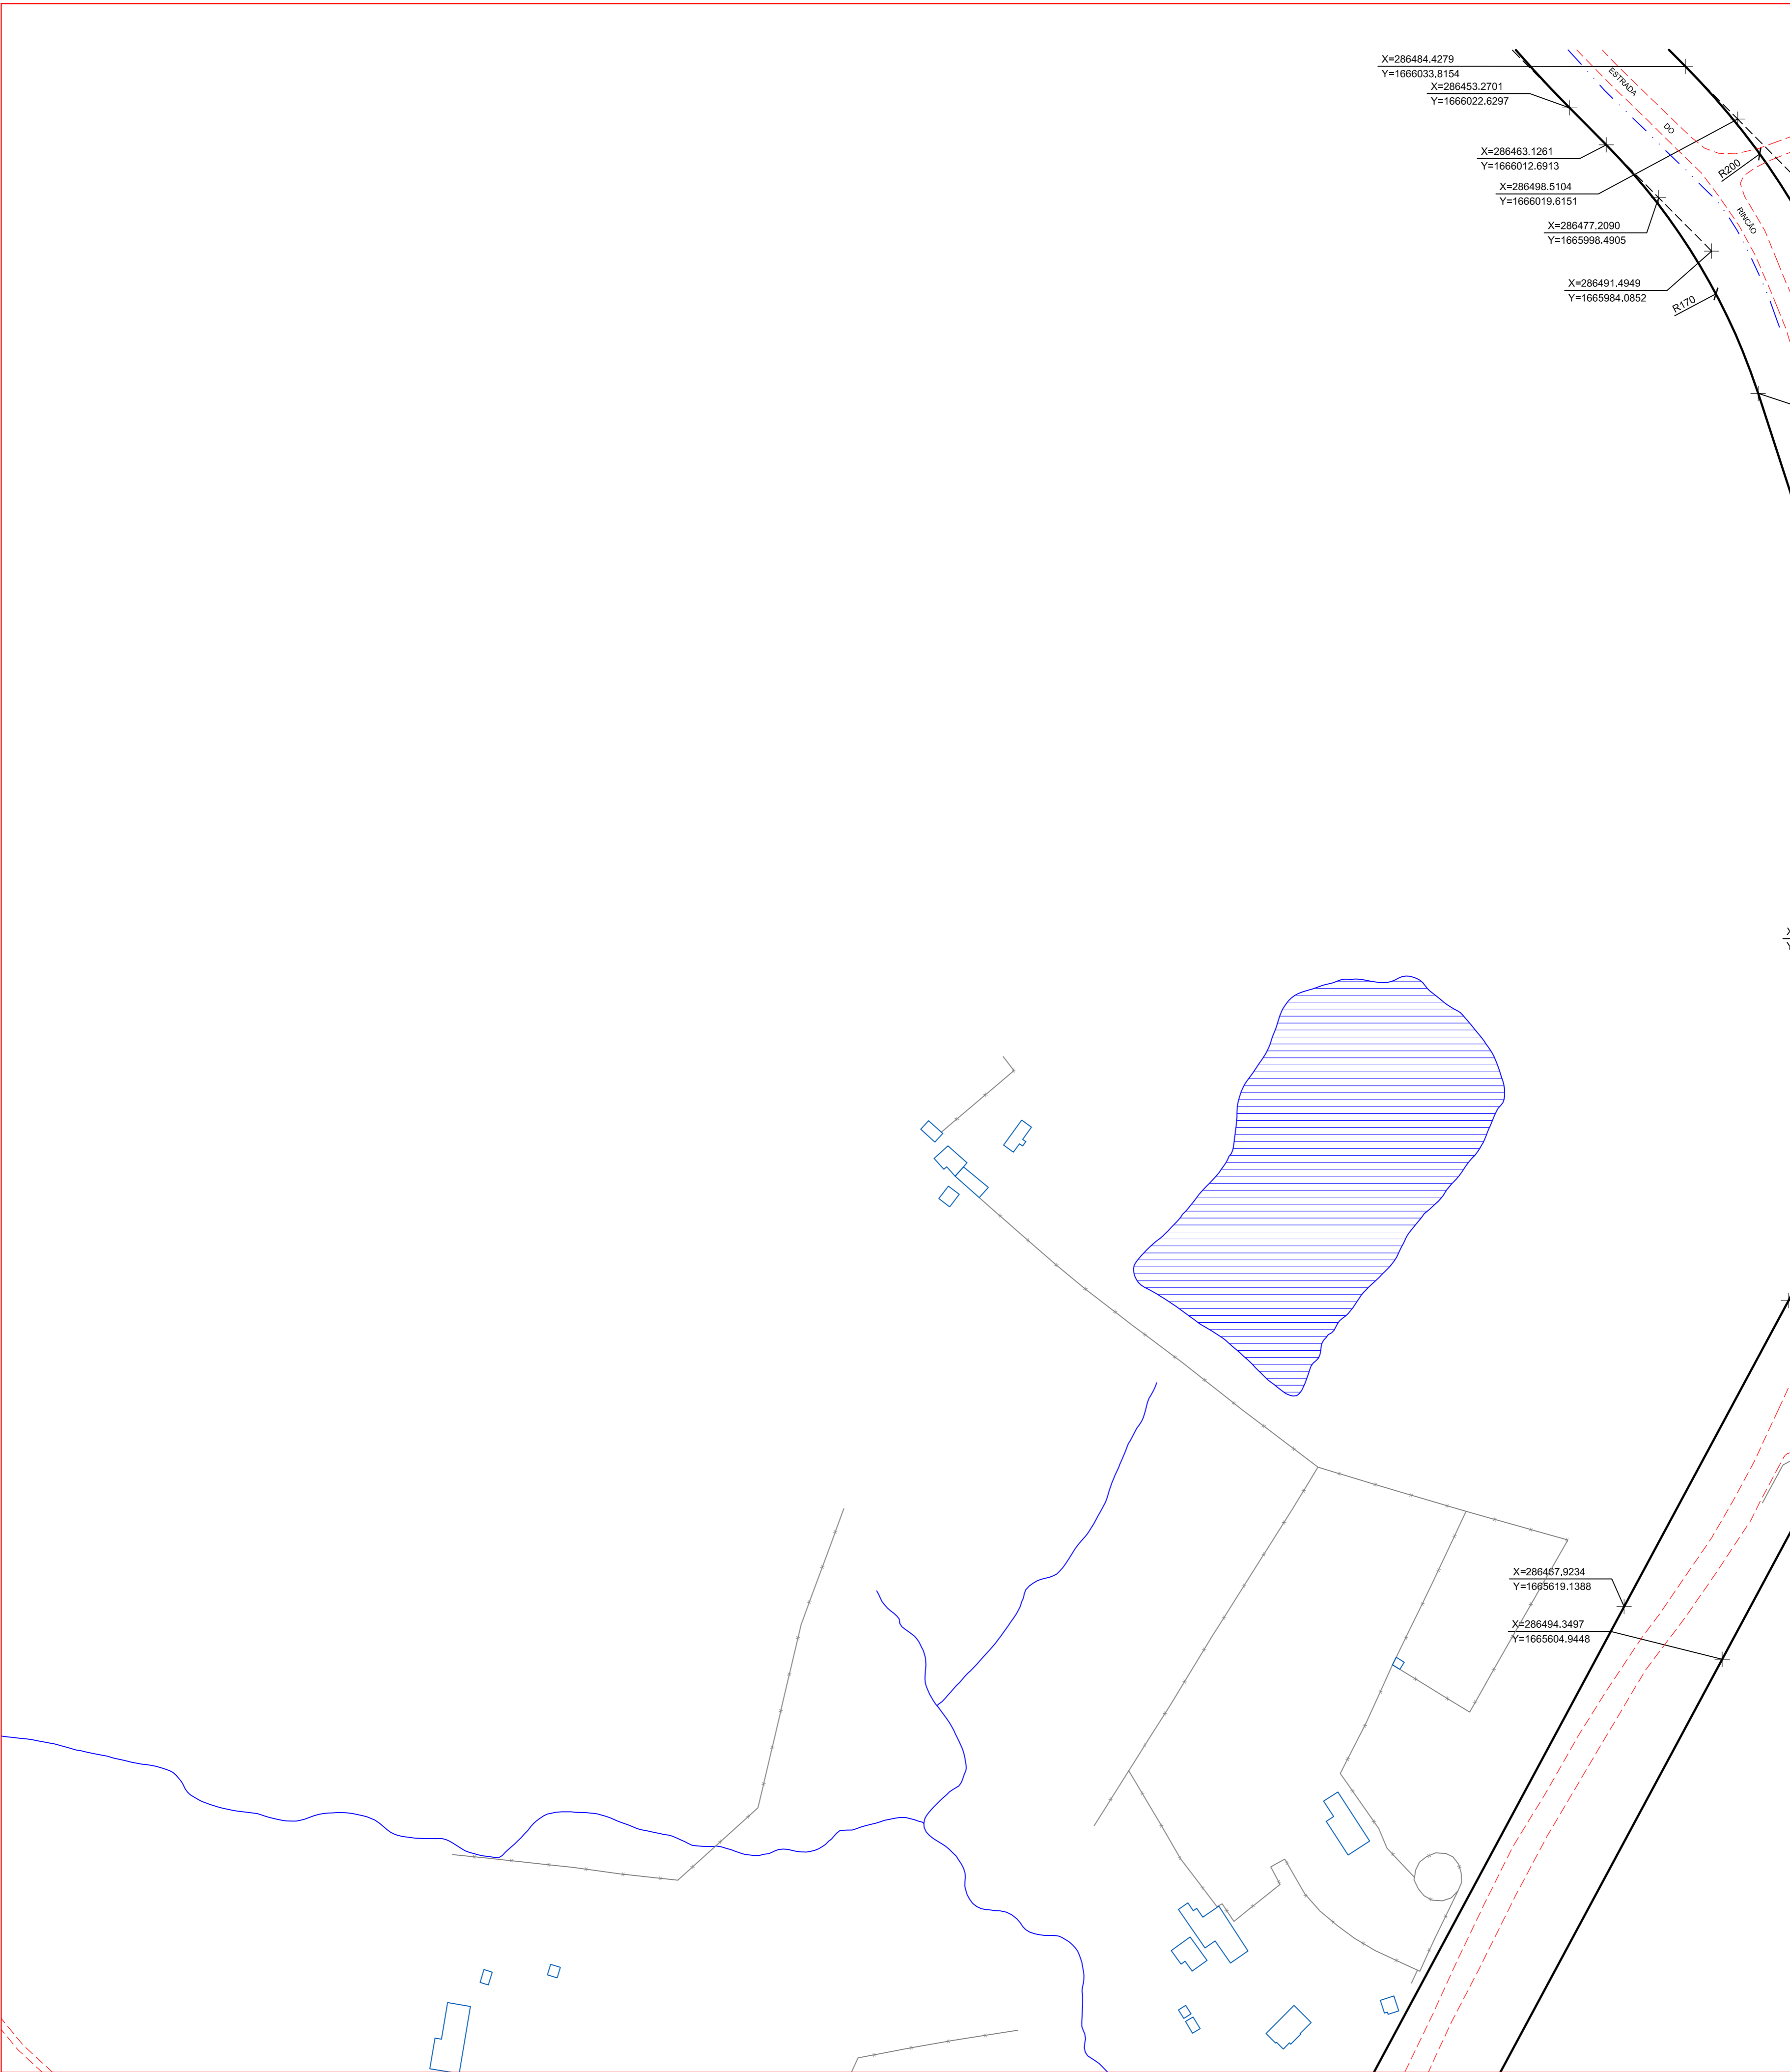 X=286484.4279
Y=1666033.8154
X=286453.2701
Y=1666022.6297
ESTRADA
DO
RINCÃO
X=286463.1261
Y=1666012.6913
R200
X=286498.5104
Y=1666019.6151
X=286477.2090
Y=1665998.4905
X=286491.4949
Y=1665984.0852
R170
X
Y
X=286467.9234
Y=1665619.1388
X=286494.3497
Y=1665604.9448